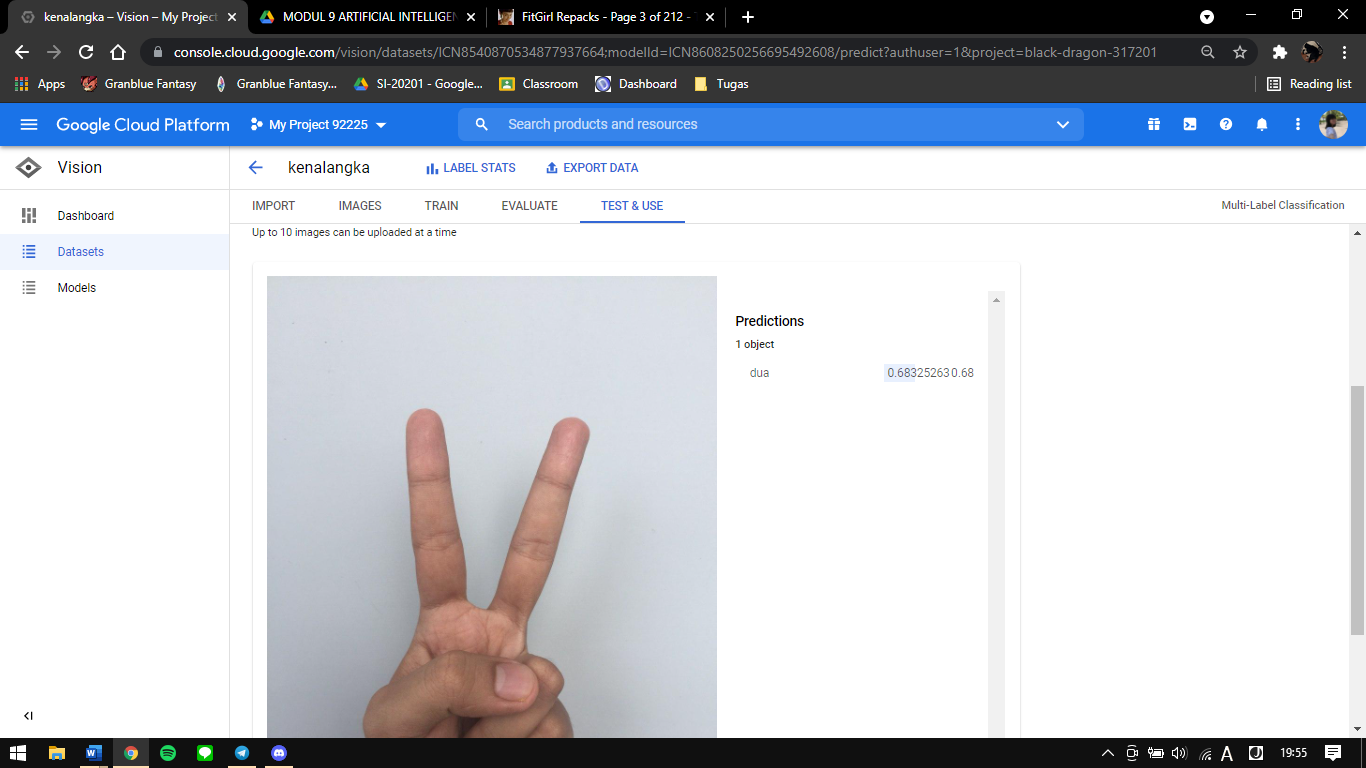 kenalangka – Vision – My Project
MODUL 9 ARTIFICIAL INTELLIGEN
FitGirl Repacks - Page 3 of 212 -
console.cloud.google.com/vision/datasets/ICN8540870534877937664;modelId=ICN8608250256695492608/predict?authuser=1&project=black-dragon-317201
Apps
Granblue Fantasy
Granblue Fantasy...
SI-20201 - Google...
Classroom
Dashboard
Tugas
Reading list
Google Cloud Platform
My Project 92225
Search products and resources
Vision
kenalangka
LABEL STATS
EXPORT DATA
Dashboard
Datasets
Models
IMPORT
IMAGES
TRAIN
EVALUATE
TEST & USE
Multi-Label Classification
Up to 10 images can be uploaded at a time
Predictions
1 object
dua 0.683252630.68
A
19:55